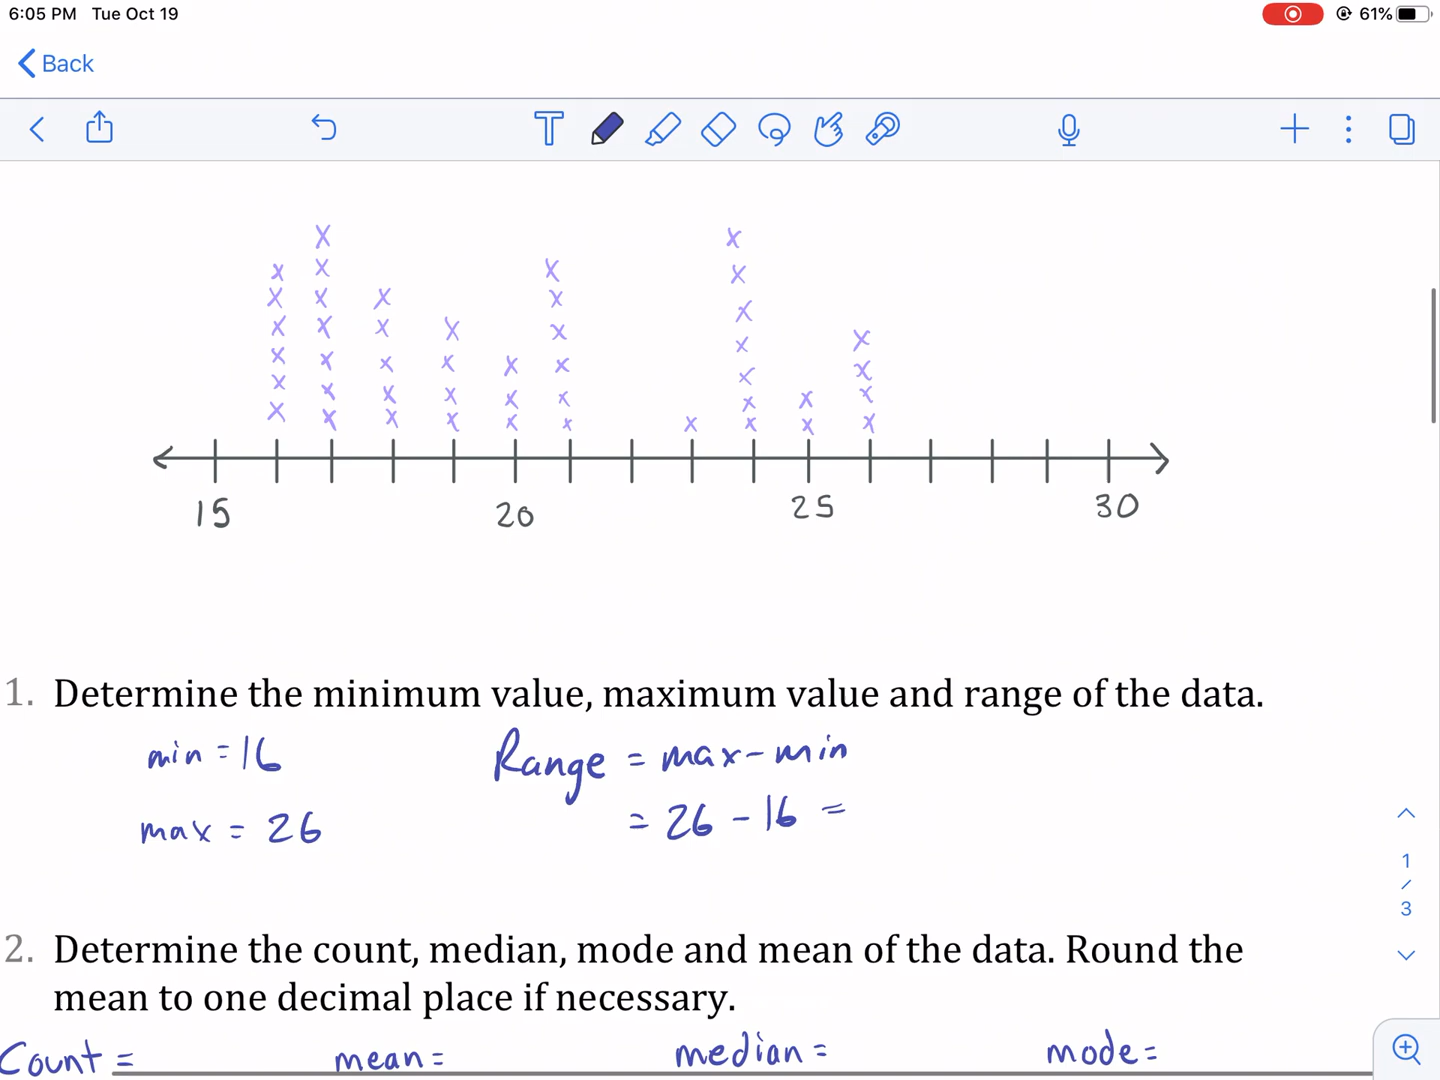 6:05 PM Tue Oct 19 61%
Back
15 20 25 30
1. Determine the minimum value, maximum value and range of the data.
min = 16 Range = max - min
max = 26 = 26 - 16 =
1
/
3
2. Determine the count, median, mode and mean of the data. Round the
mean to one decimal place if necessary.
Count = mean = median = mode =